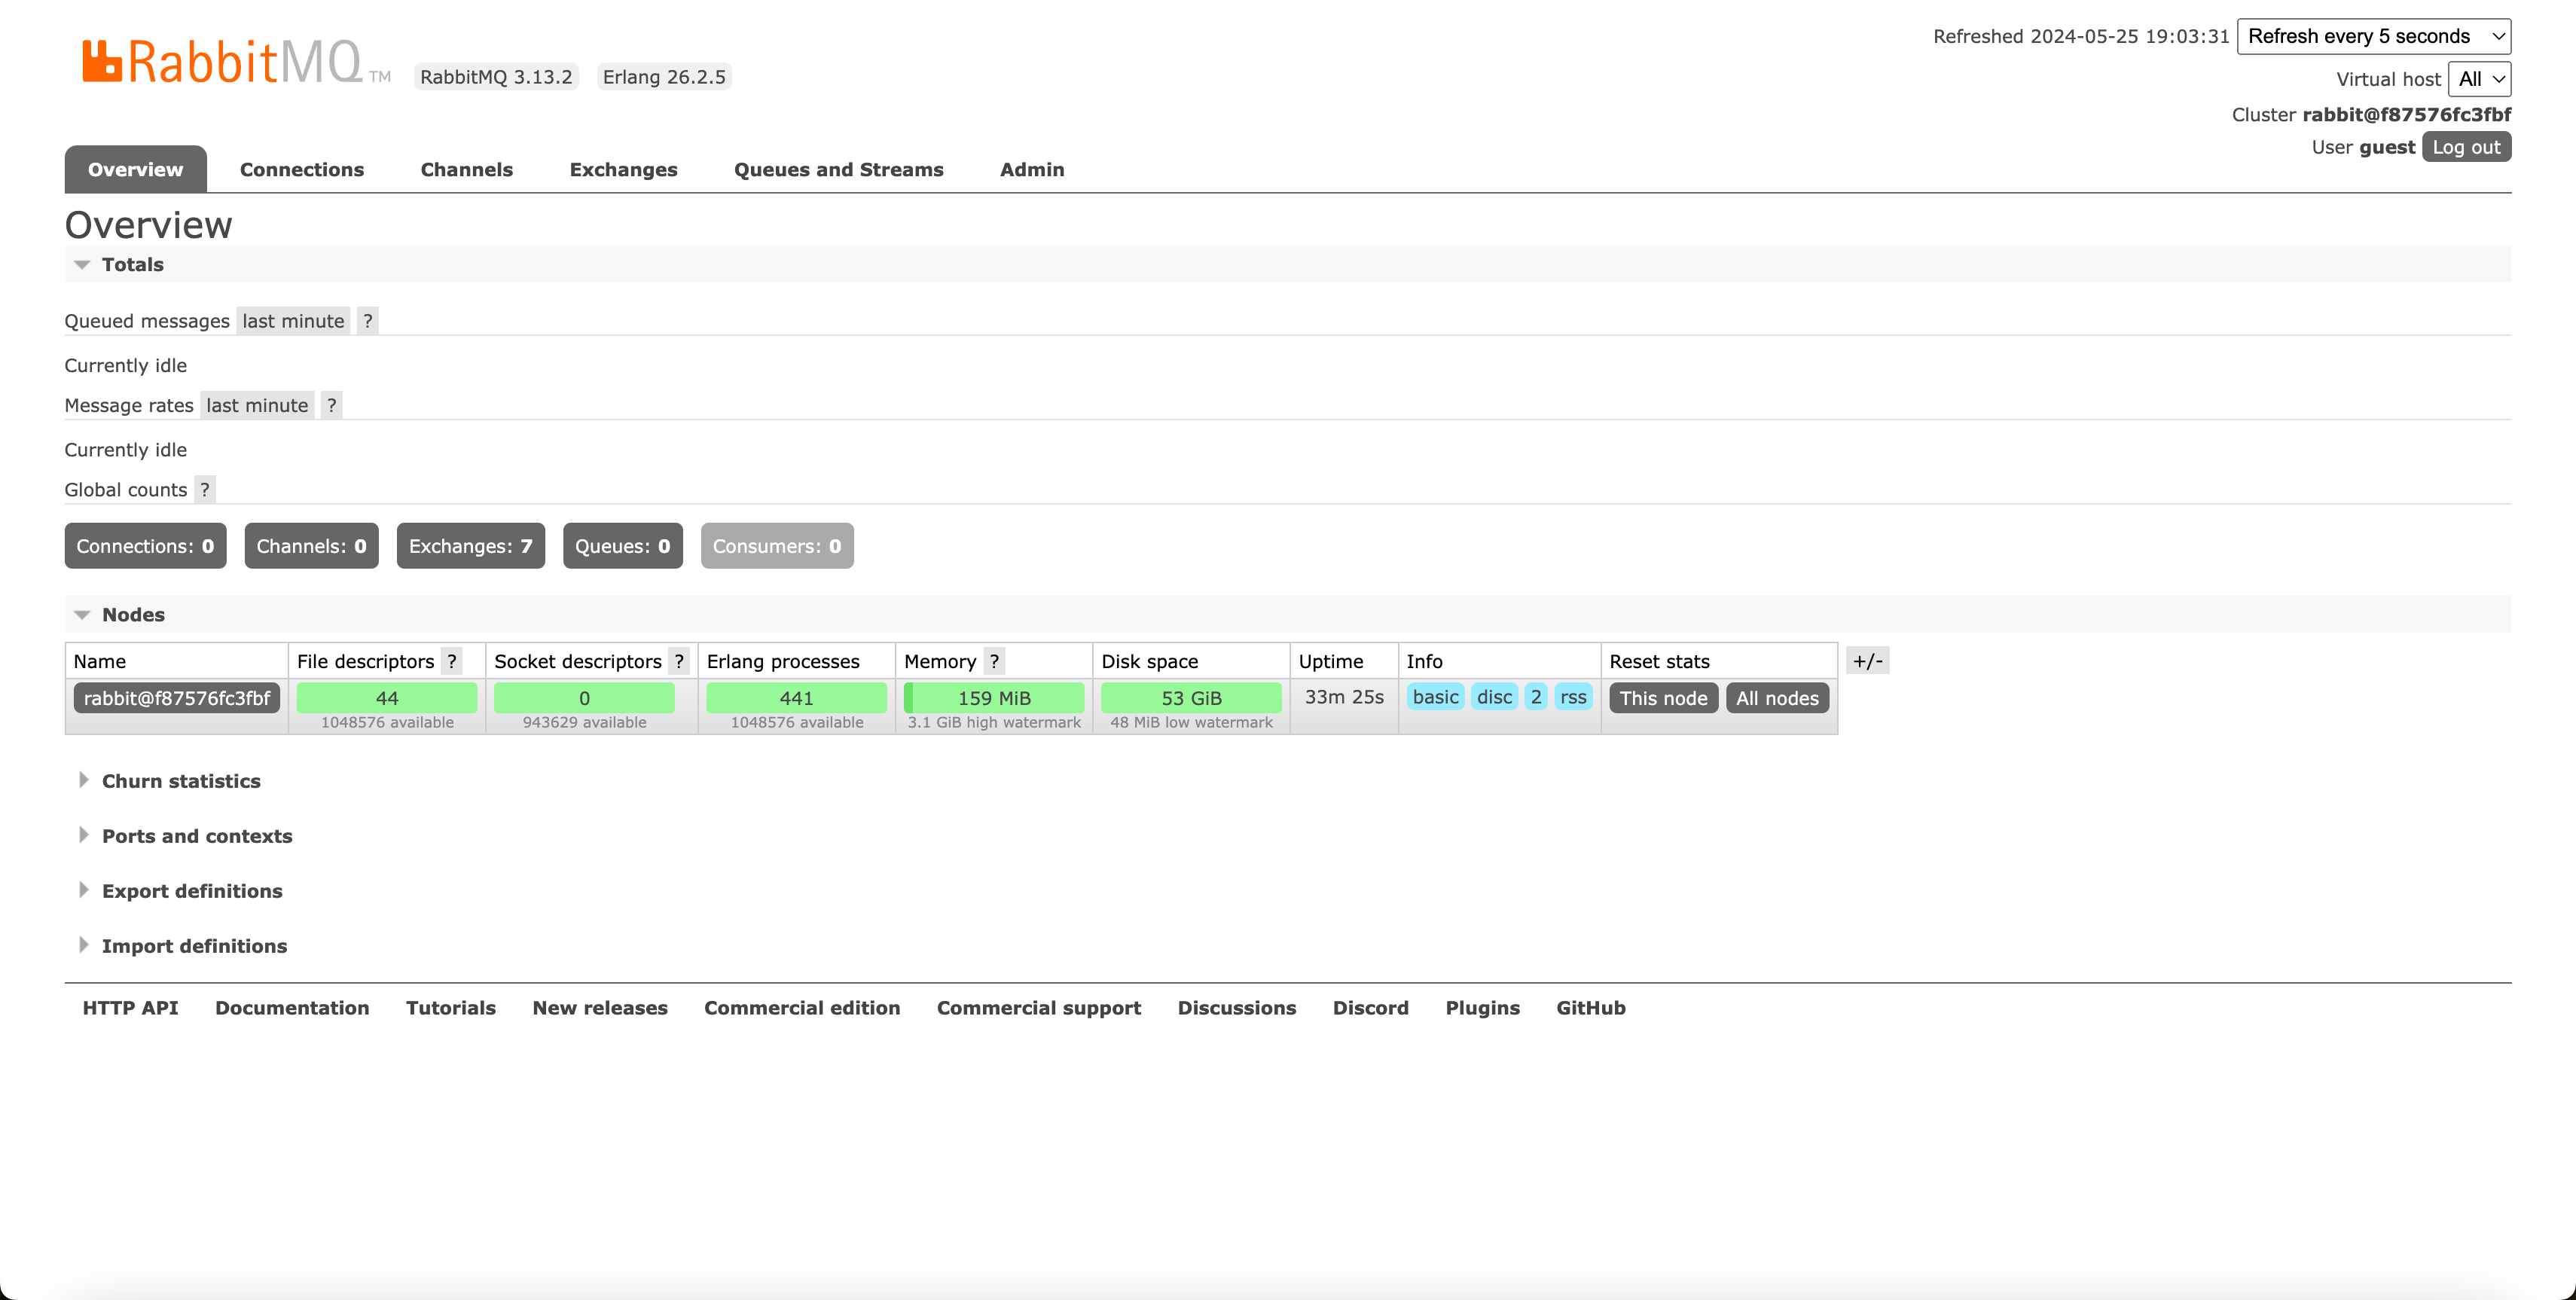 RabbitMQ TM RabbitMQ 3.13.2 Erlang 26.2.5
Refreshed 2024-05-25 19:03:31 Refresh every 5 seconds
Virtual host All
Cluster rabbit@f87576fc3fbf
User guest Log out
Overview Connections Channels Exchanges Queues and Streams Admin
Overview
Totals
Queued messages last minute ?
Currently idle
Message rates last minute ?
Currently idle
Global counts ?
Connections: 0 Channels: 0 Exchanges: 7 Queues: 0 Consumers: 0
Nodes
Name File descriptors ? Socket descriptors ? Erlang processes Memory ? Disk space Uptime Info Reset stats +/-
rabbit@f87576fc3fbf 44 0 441 159 MiB 53 GiB 33m 25s basic disc 2 rss This node All nodes
1048576 available 943629 available 1048576 available 3.1 GiB high watermark 48 MiB low watermark
Churn statistics
Ports and contexts
Export definitions
Import definitions
HTTP API Documentation Tutorials New releases Commercial edition Commercial support Discussions Discord Plugins GitHub